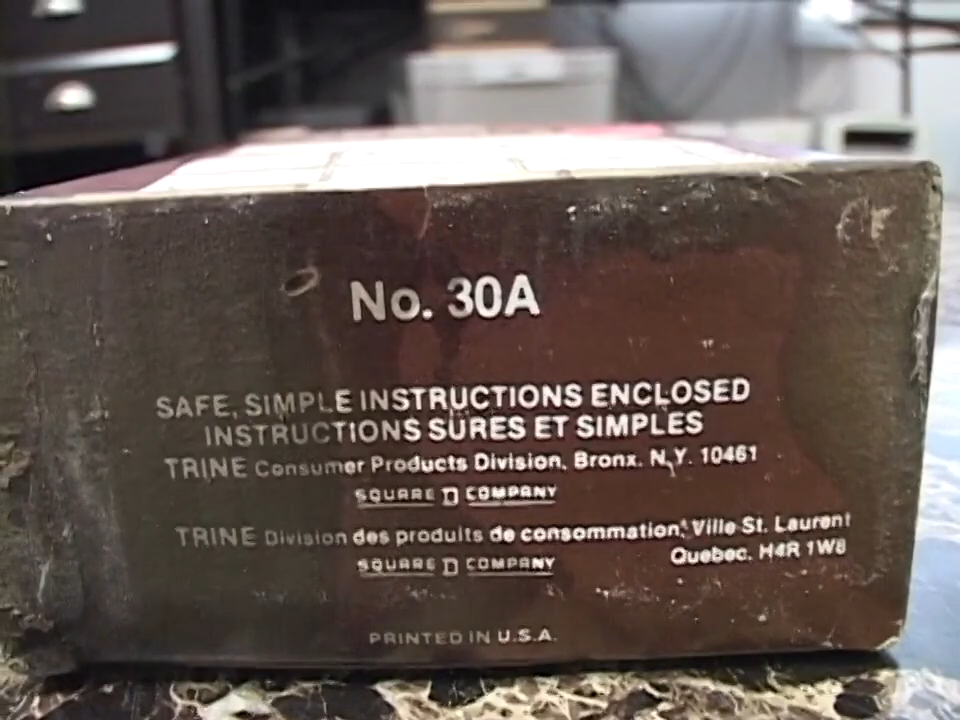 No. 30A
SAFE, SIMPLE INSTRUCTIONS ENCLOSED
INSTRUCTIONS SURES ET SIMPLES
TRINE Consumer Products Division, Bronx, N.Y. 10461
SQUARE D COMPANY
TRINE Division des produits de consommation, Ville St. Laurent
Quebec. H4R 1W8
SQUARE D COMPANY
PRINTED IN U.S.A.